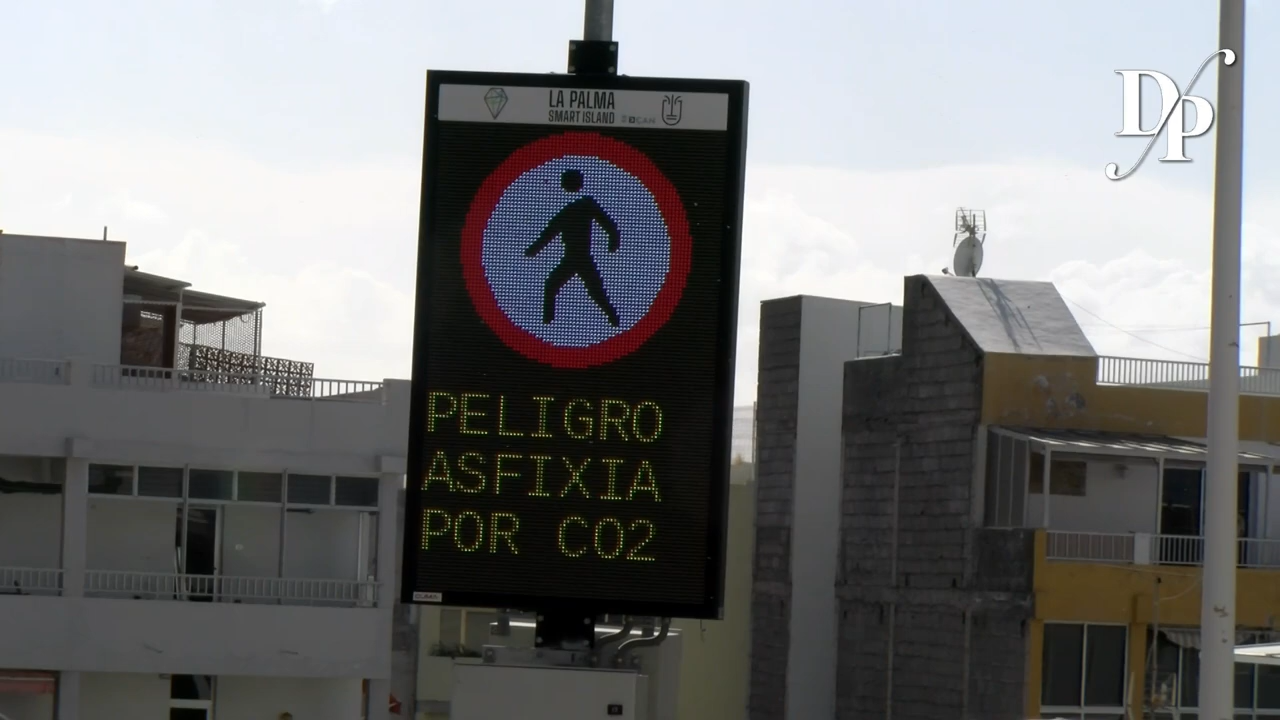 LA PALMA
SMART ISLAND
DP
PELIGRO
ASFIXIA
POR CO2